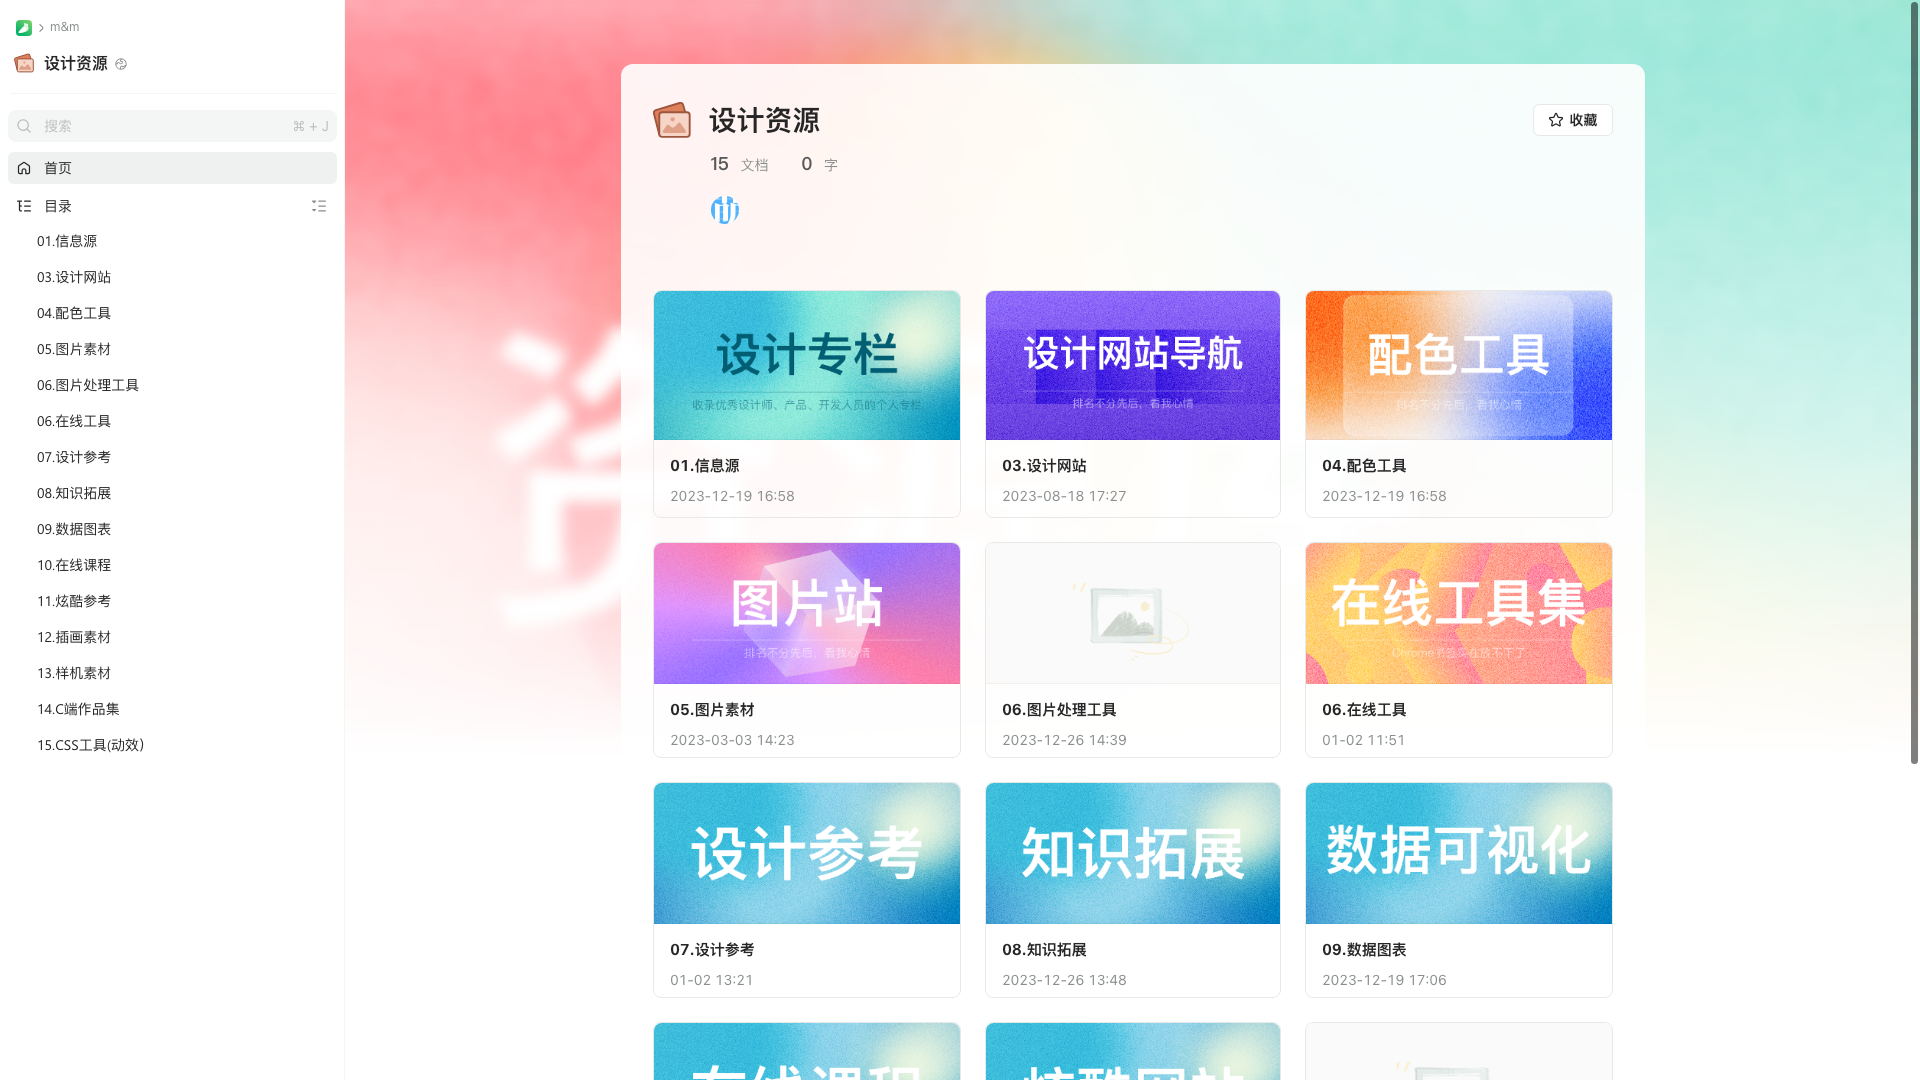 m&m
设计资源
搜索
⌘ + J
首页
目录
01.信息源
03.设计网站
04.配色工具
05.图片素材
06.图片处理工具
06.在线工具
07.设计参考
08.知识拓展
09.数据图表
10.在线课程
11.炫酷参考
12.插画素材
13.样机素材
14.C端作品集
15.CSS工具(动效)
设计资源
收藏
15 文档 0 字
设计专栏
收录优秀设计师、产品、开发人员的个人专栏
01.信息源
2023-12-19 16:58
设计网站导航
排名不分先后，看我心情
03.设计网站
2023-08-18 17:27
配色工具
排名不分先后，看我心情
04.配色工具
2023-12-19 16:58
图片站
排名不分先后，看我心情
05.图片素材
2023-03-03 14:23
06.图片处理工具
2023-12-26 14:39
在线工具集
Chrome书签实在放不下了
06.在线工具
01-02 11:51
设计参考
07.设计参考
01-02 13:21
知识拓展
08.知识拓展
2023-12-26 13:48
数据可视化
09.数据图表
2023-12-19 17:06
在线课程
炫酷网站